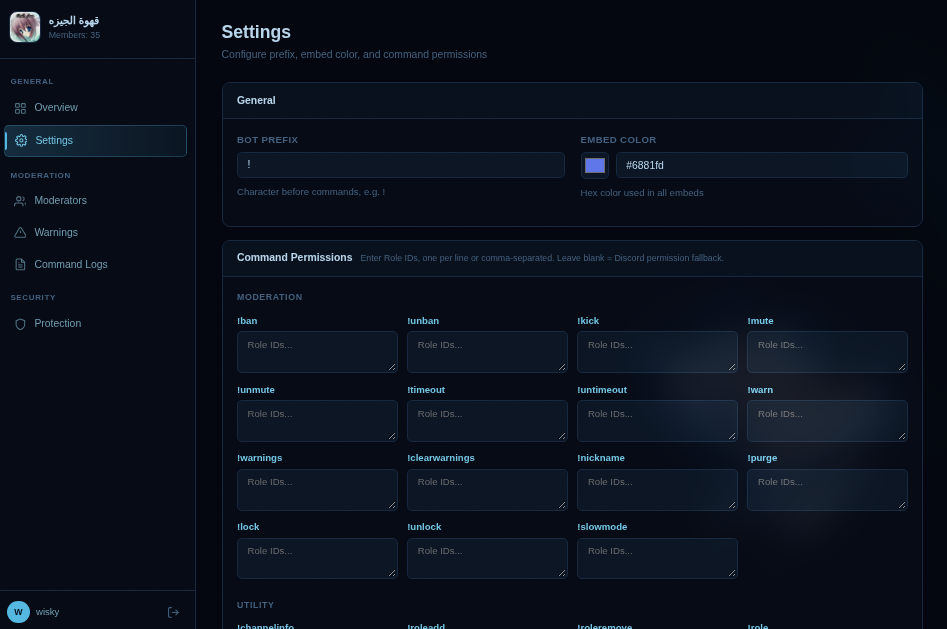 قهوة الجيزه
Members: 35
GENERAL
Overview
Settings
MODERATION
Moderators
Warnings
Command Logs
SECURITY
Protection
W wisky
Settings
Configure prefix, embed color, and command permissions
General
BOT PREFIX EMBED COLOR
! #6881fd
Character before commands, e.g. ! Hex color used in all embeds
Command Permissions Enter Role IDs, one per line or comma-separated. Leave blank = Discord permission fallback.
MODERATION
!ban !unban !kick !mute
Role IDs... Role IDs... Role IDs... Role IDs...
!unmute !timeout !untimeout !warn
Role IDs... Role IDs... Role IDs... Role IDs...
!warnings !clearwarnings !nickname !purge
Role IDs... Role IDs... Role IDs... Role IDs...
!lock !unlock !slowmode
Role IDs... Role IDs... Role IDs...
UTILITY
!channelinfo !roleadd !roleremove !role